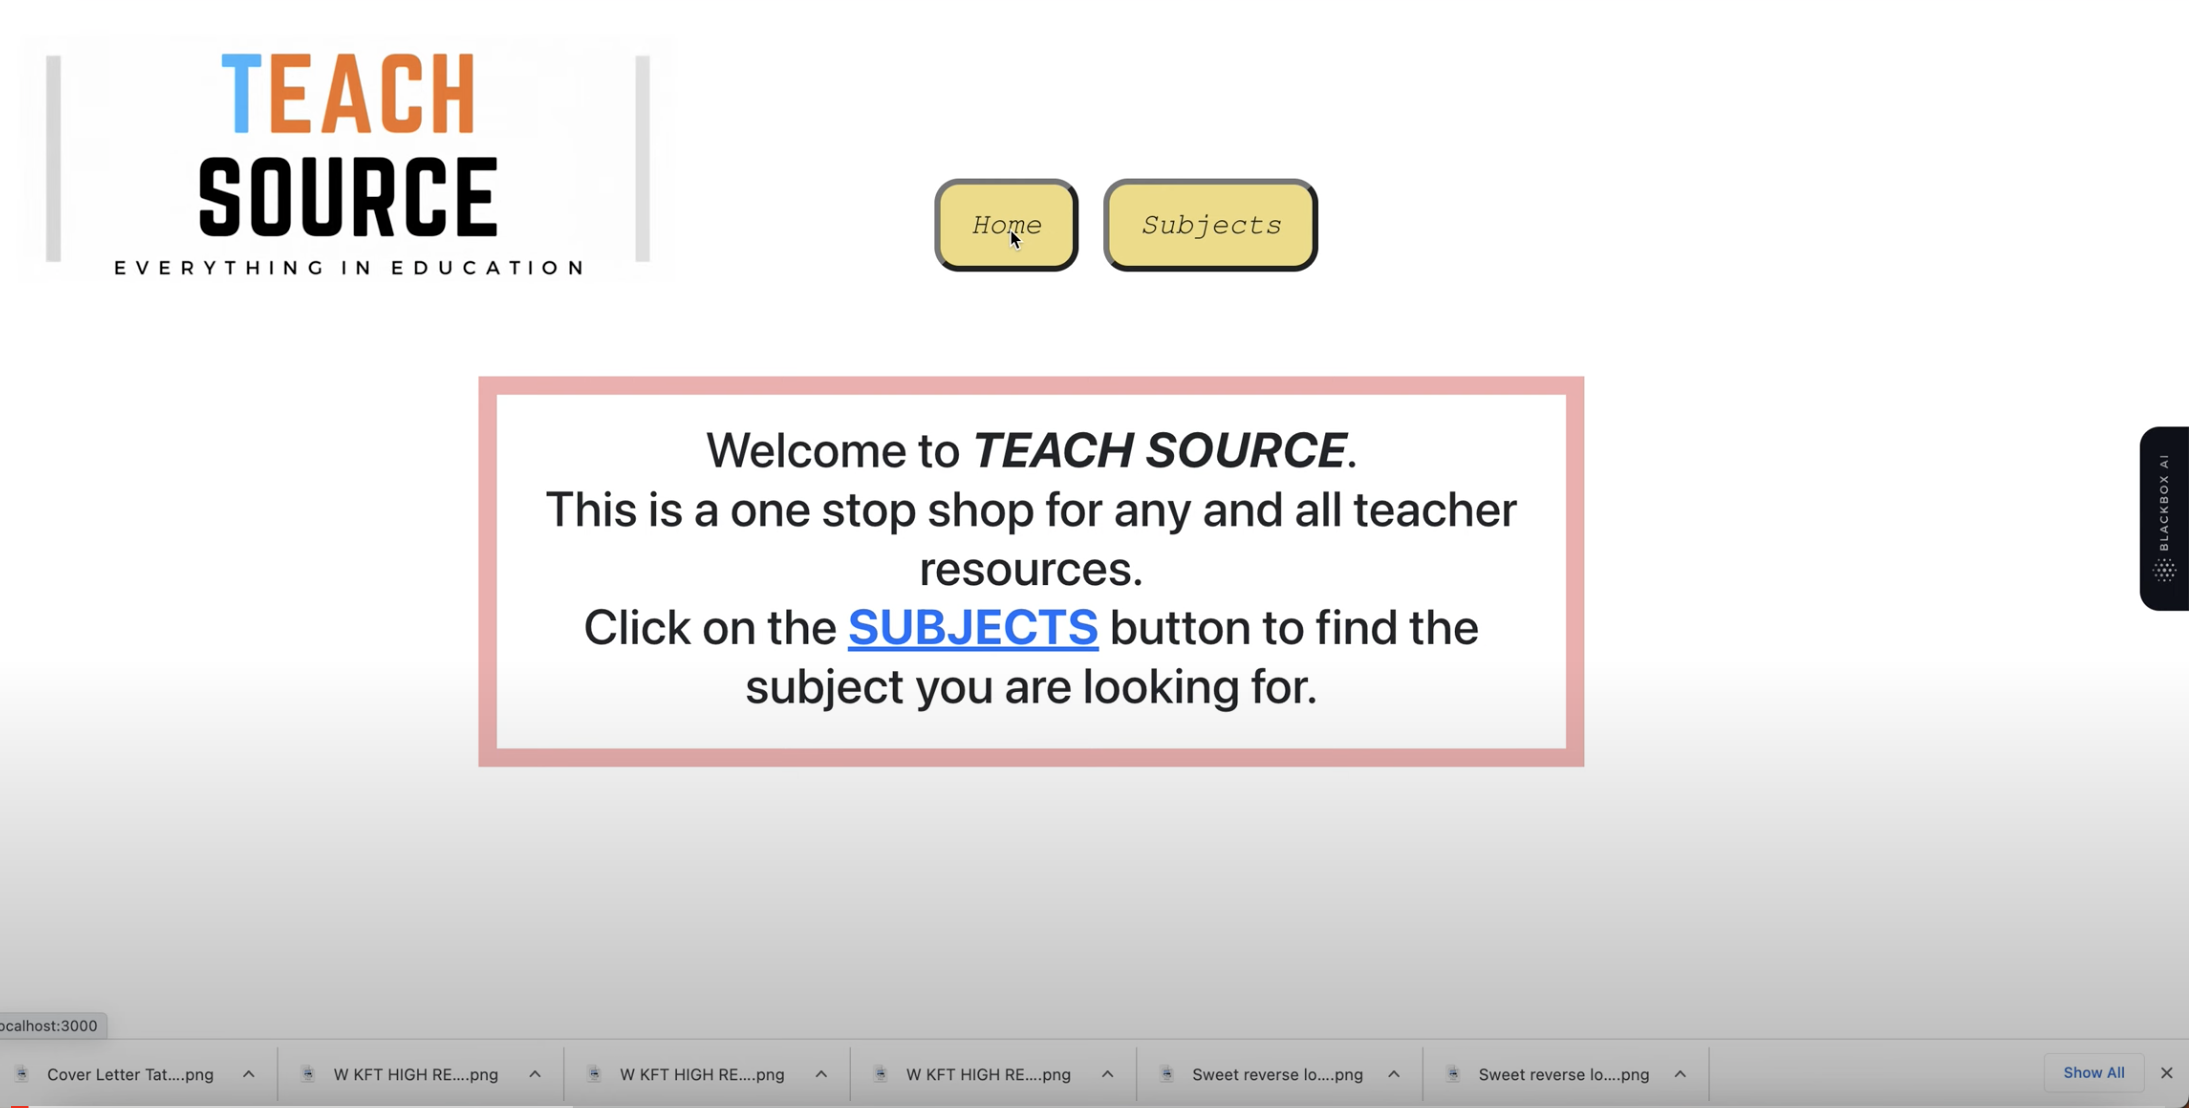 TEACH
SOURCE
EVERYTHING IN EDUCATION
Home
Subjects
Welcome to TEACH SOURCE.
This is a one stop shop for any and all teacher
resources.
Click on the SUBJECTS button to find the
subject you are looking for.
BLACKBOX AI
ocalhost:3000
Cover Letter Tat....png
W KFT HIGH RE....png
W KFT HIGH RE....png
W KFT HIGH RE....png
Sweet reverse lo....png
Sweet reverse lo....png
Show All